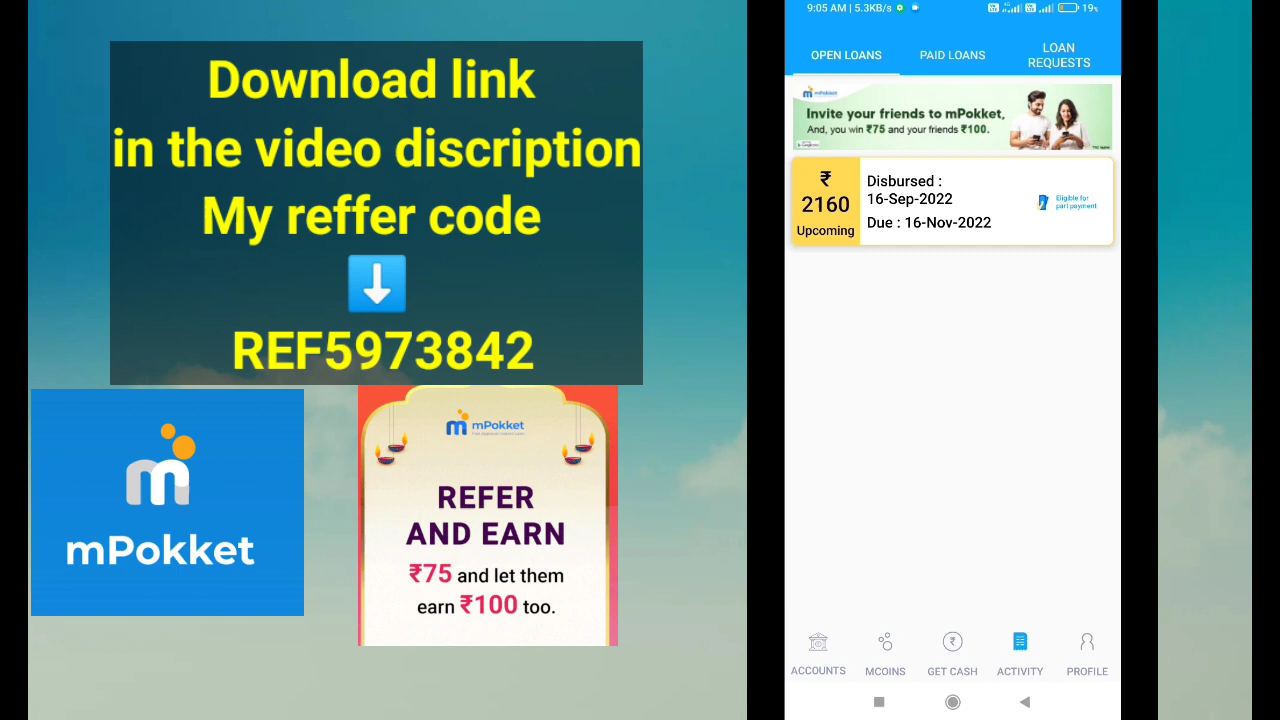 Download link
in the video discription
My reffer code
REF5973842
mPokket
mPokket
REFER
AND EARN
₹75 and let them
earn ₹100 too.
9:05 AM | 5.3KB/s
19%
OPEN LOANS
PAID LOANS
LOAN
REQUESTS
mPokket
Invite your friends to mPokket,
And, you win ₹75 and your friends ₹100.
₹
2160
Upcoming
Disbursed :
16-Sep-2022
Due : 16-Nov-2022
Eligible for
part payment
ACCOUNTS
MCOINS
GET CASH
ACTIVITY
PROFILE